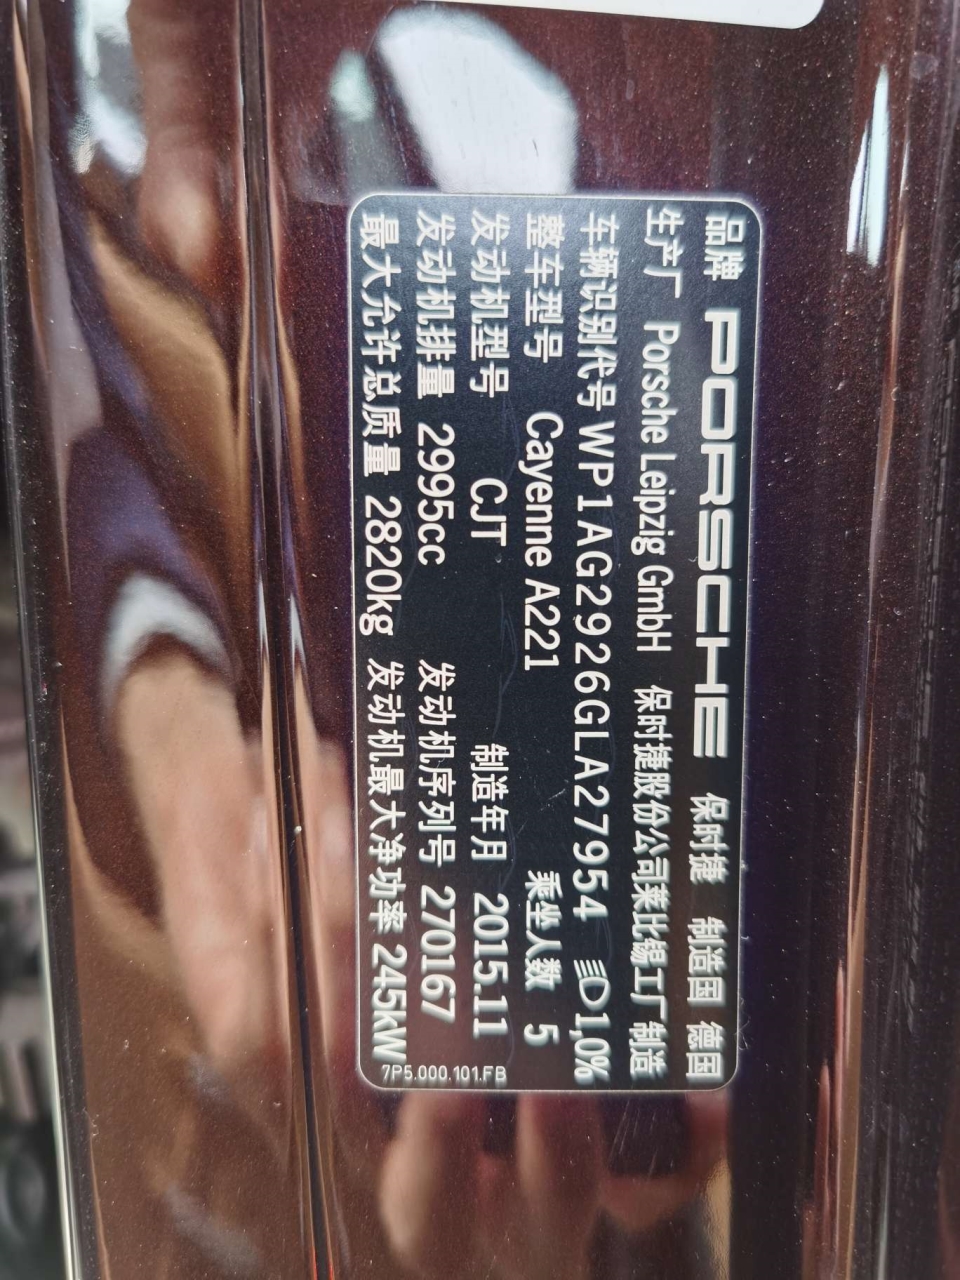 品牌 PORSCHE 保时捷 制造国 德国
生产厂 Porsche Leipzig GmbH 保时捷股份公司莱比锡工厂制造
车辆识别代号 WP1AG2926GLA27954 1,0%
整车型号 Cayenne A221 乘坐人数 5
发动机型号 CJT 制造年月 2015.11
发动机排量 2995cc 发动机序列号 270167
最大允许总质量 2820kg 发动机最大净功率 245kW
7P5.000.101.FB